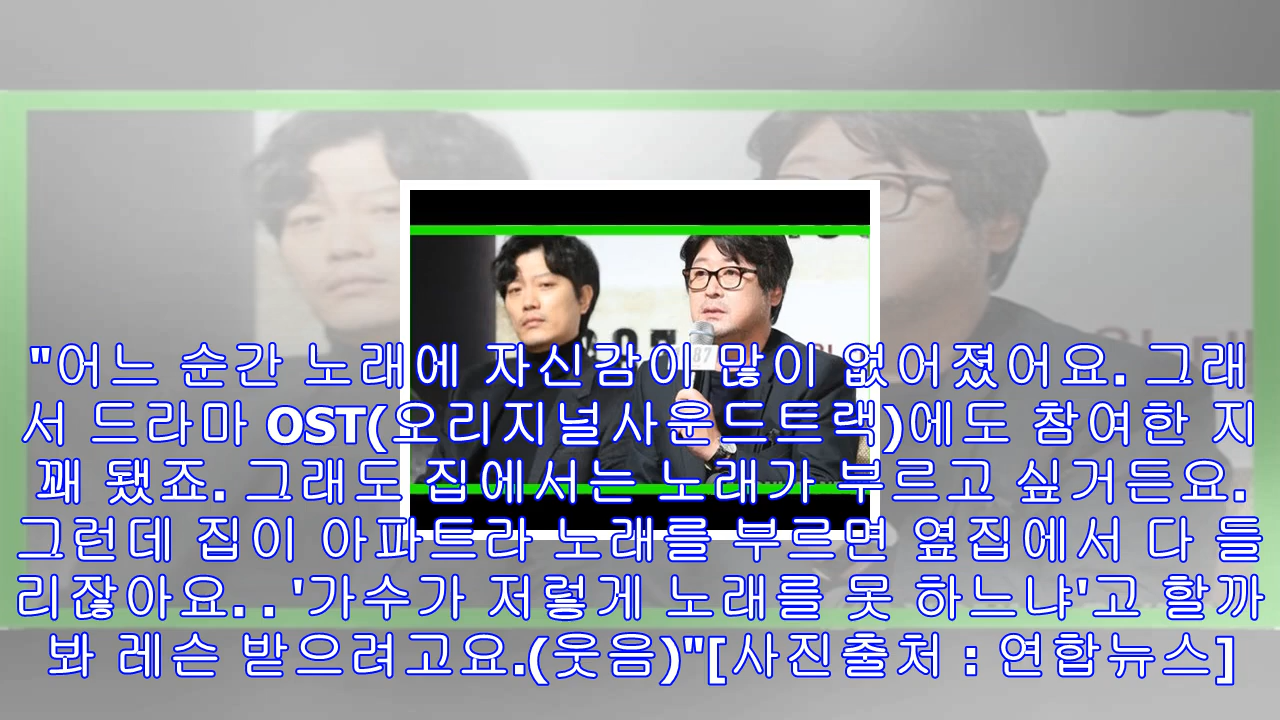 "어느 순간 노래에 자신감이 많이 없어졌어요. 그래
서 드라마 OST(오리지널사운드트랙)에도 참여한 지
꽤 됐죠. 그래도 집에서는 노래가 부르고 싶거든요.
그런데 집이 아파트라 노래를 부르면 옆집에서 다 들
리잖아요. . '가수가 저렇게 노래를 못 하느냐'고 할까
봐 레슨 받으려고요.(웃음)"[사진출처 : 연합뉴스]